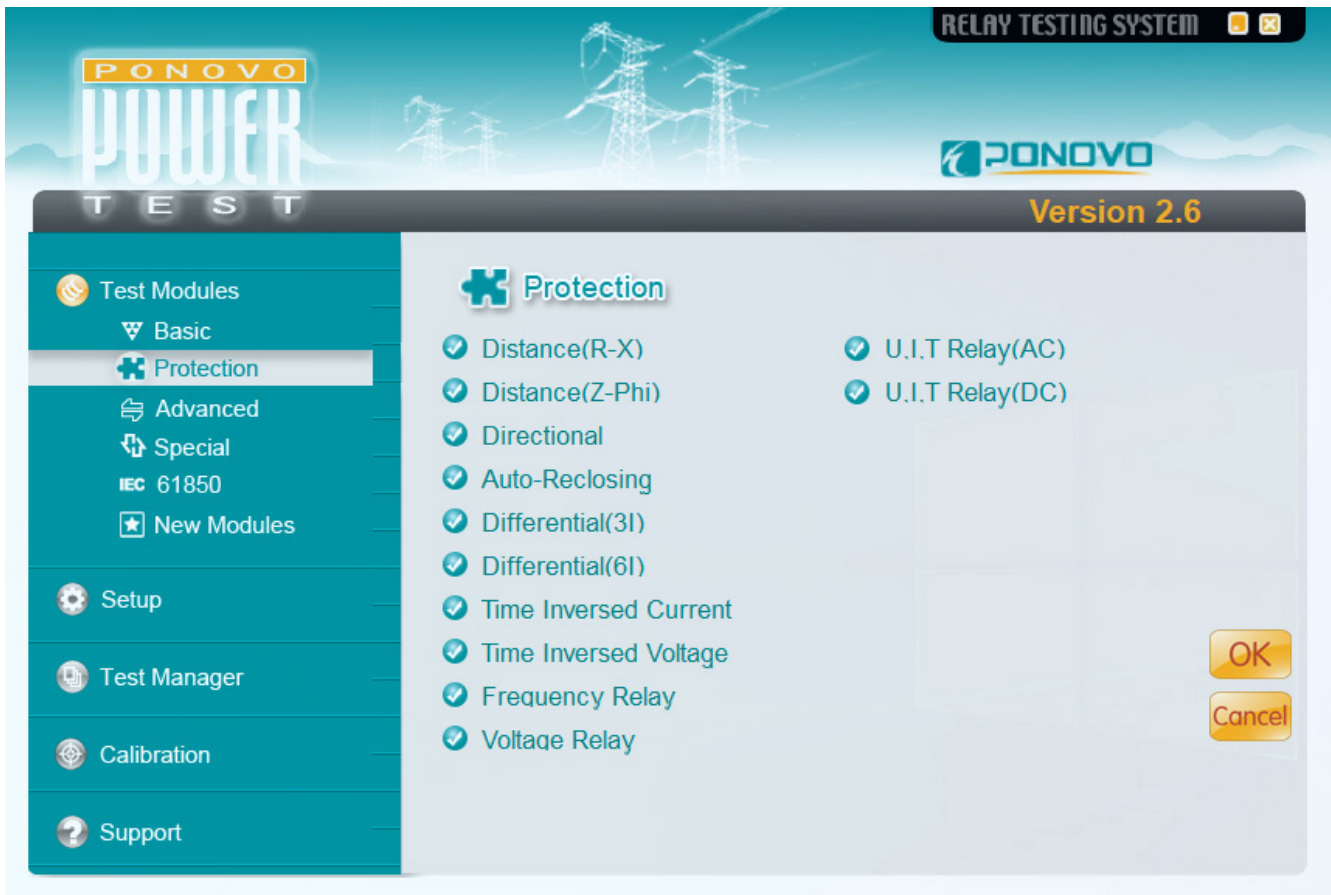 RELAY TESTING SYSTEM
PONOVO
POWER
TEST
PONOVO
Version 2.6
Test Modules
Basic
Protection
Advanced
Special
IEC 61850
New Modules
Setup
Test Manager
Calibration
Support
Protection
Distance(R-X)
Distance(Z-Phi)
Directional
Auto-Reclosing
Differential(3I)
Differential(6I)
Time Inversed Current
Time Inversed Voltage
Frequency Relay
Voltage Relay
U.I.T Relay(AC)
U.I.T Relay(DC)
OK
Cancel